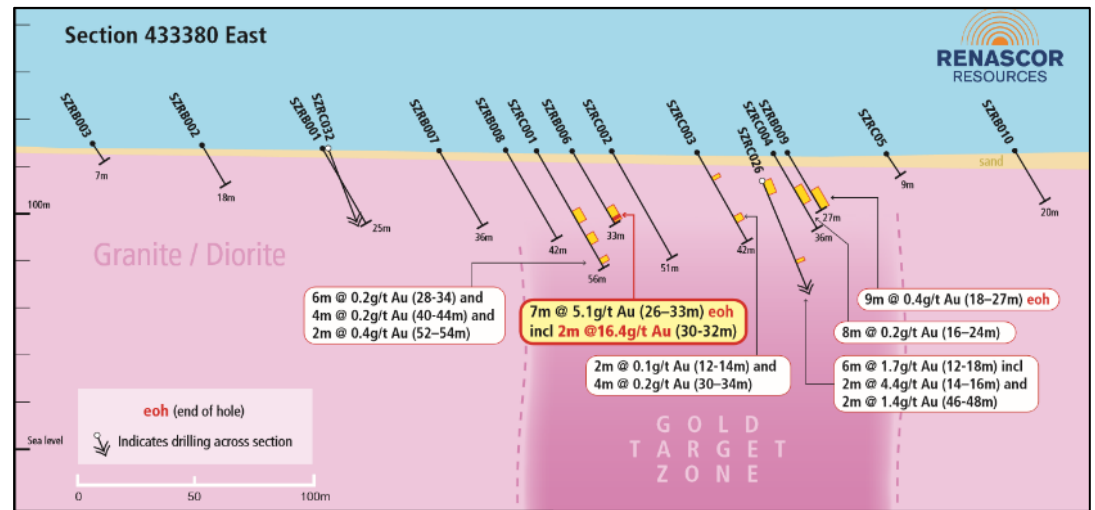 Section 433380 East
RENASCOR
RESOURCES
SZRB003
SZRB002
SZRB001
SZRC032
SZRB007
SZRB008
SZRC001
SZRB006
SZRC002
SZRC003
SZRC026
SZRC004
SZRB009
SZRC05
SZRB010
sand
7m
18m
25m
36m
42m
56m
33m
51m
42m
36m
27m
9m
20m
100m
Granite / Diorite
6m @ 0.2g/t Au (28-34) and
4m @ 0.2g/t Au (40-44m) and
2m @ 0.4g/t Au (52–54m)
7m @ 5.1g/t Au (26–33m) eoh
incl 2m @16.4g/t Au (30-32m)
2m @ 0.1g/t Au (12-14m) and
4m @ 0.2g/t Au (30–34m)
9m @ 0.4g/t Au (18–27m) eoh
8m @ 0.2g/t Au (16–24m)
6m @ 1.7g/t Au (12-18m) incl
2m @ 4.4g/t Au (14–16m) and
2m @ 1.4g/t Au (46-48m)
GOLD
TARGET
ZONE
Sea level
eoh (end of hole)
Indicates drilling across section
0 50 100m